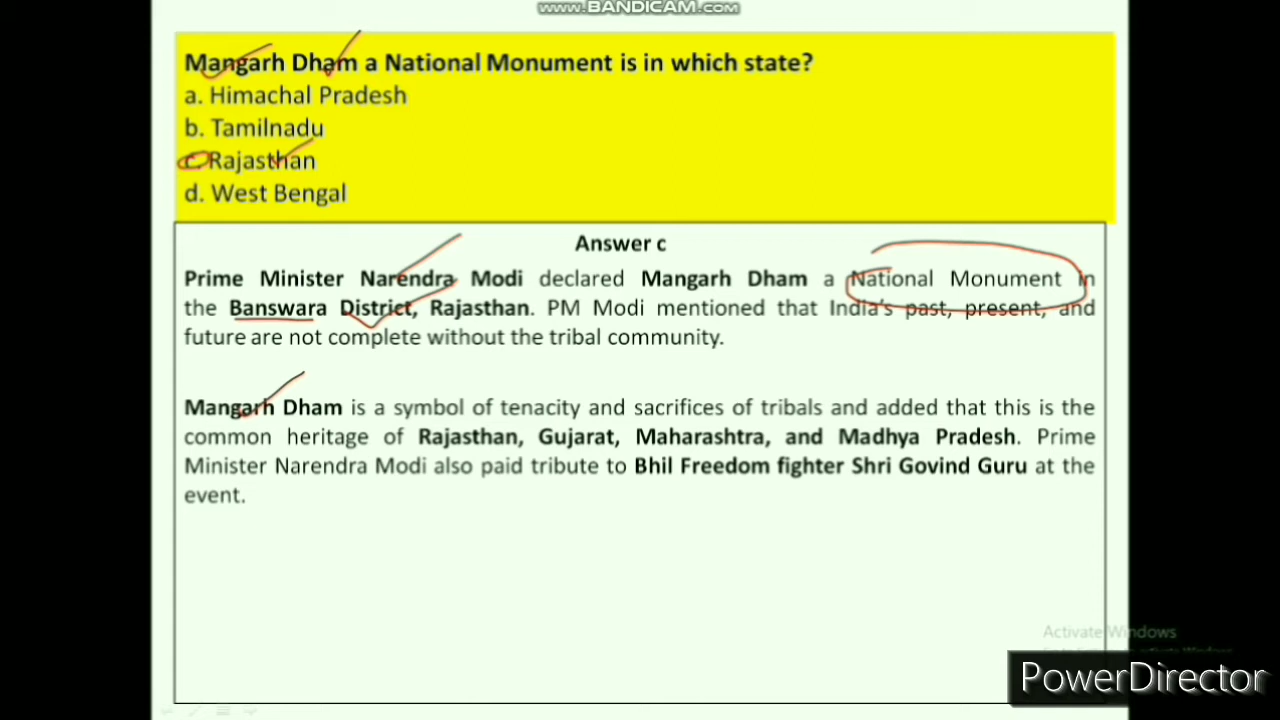 www.BANDICAM.com
Mangarh Dham a National Monument is in which state?
a. Himachal Pradesh
b. Tamilnadu
c. Rajasthan
d. West Bengal
Answer c
Prime Minister Narendra Modi declared Mangarh Dham a National Monument in
the Banswara District, Rajasthan. PM Modi mentioned that India's past, present, and
future are not complete without the tribal community.
Mangarh Dham is a symbol of tenacity and sacrifices of tribals and added that this is the
common heritage of Rajasthan, Gujarat, Maharashtra, and Madhya Pradesh. Prime
Minister Narendra Modi also paid tribute to Bhil Freedom fighter Shri Govind Guru at the
event.
Activate Windows
PowerDirector